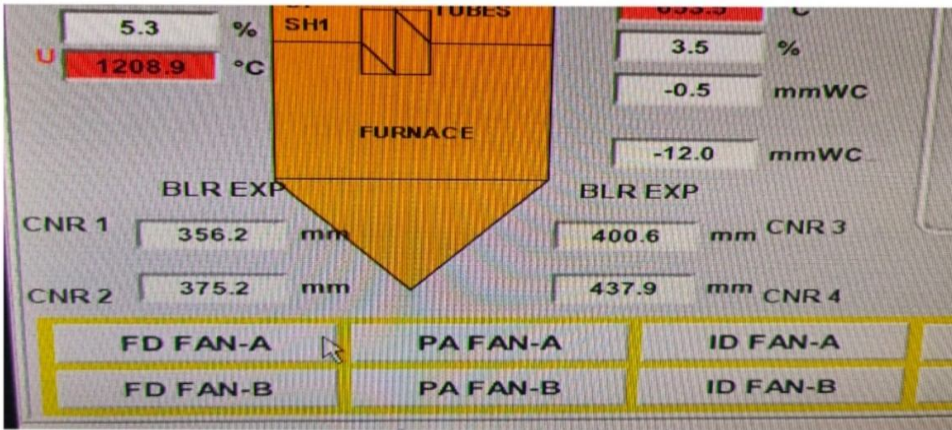 5.3 %
SH1
TUBES
C
U 1208.9 °C
3.5 %
-0.5 mmWC
FURNACE
-12.0 mmWC
BLR EXP
BLR EXP
CNR 1 356.2 mm
400.6 mm CNR 3
CNR 2 375.2 mm
437.9 mm CNR 4
FD FAN-A PA FAN-A ID FAN-A
FD FAN-B PA FAN-B ID FAN-B